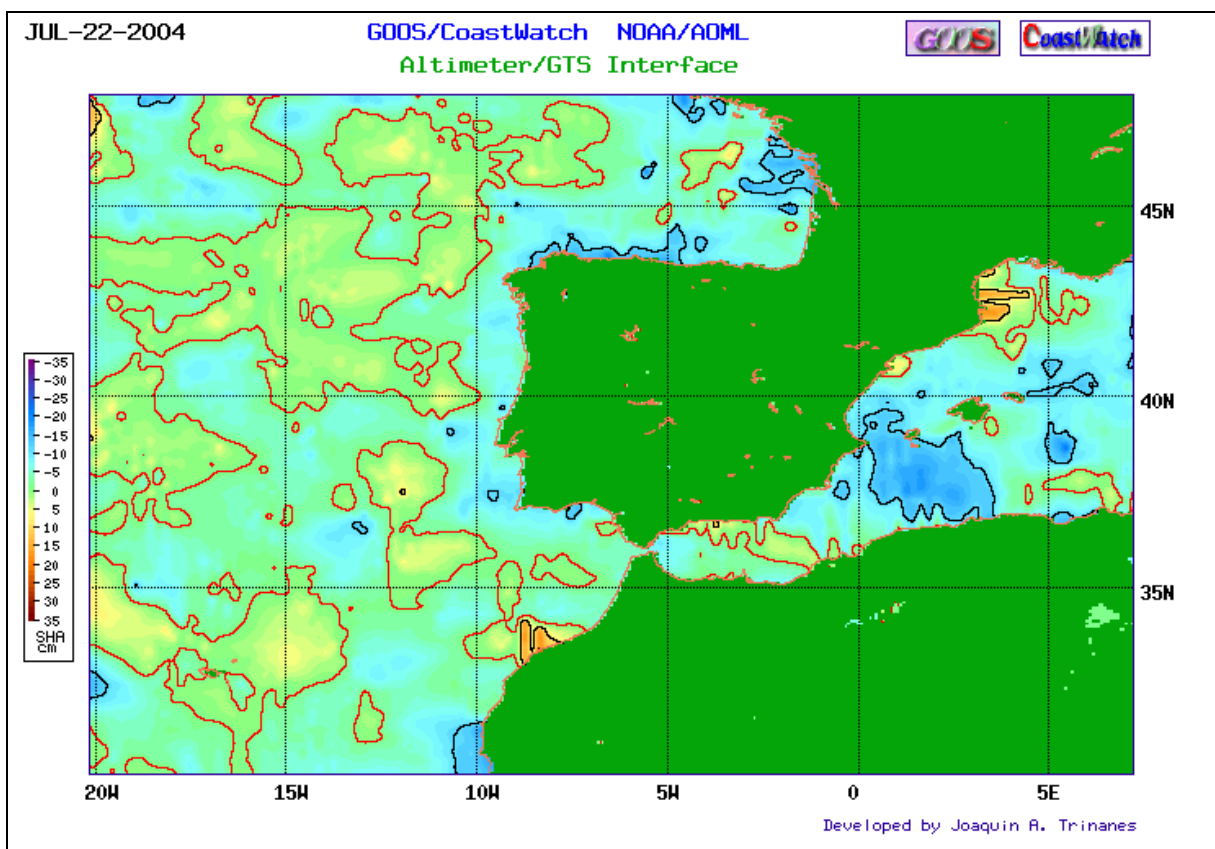 JUL-22-2004
GOOS/CoastWatch NOAA/AOML
Altimeter/GTS Interface
GOOS
CoastWatch
45N
40N
35N
-35
-30
-25
-20
-15
-10
-5
0
5
10
15
20
25
30
35
SHA
cm
20W
15W
10W
5W
0
5E
Developed by Joaquin A. Trinanes